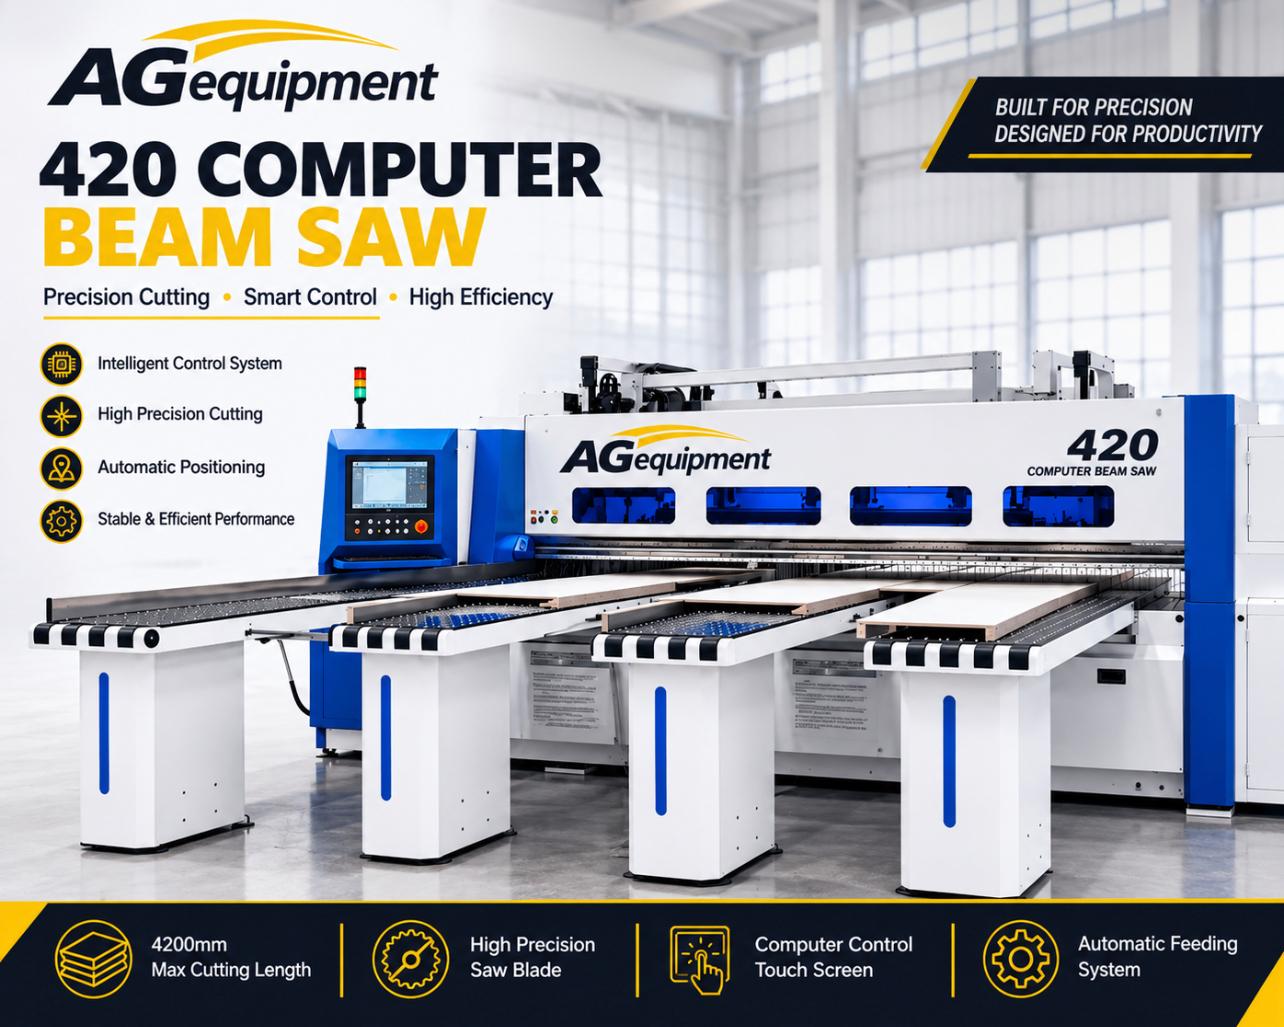 AGequipment
420 COMPUTER
BEAM SAW
Precision Cutting • Smart Control • High Efficiency
BUILT FOR PRECISION
DESIGNED FOR PRODUCTIVITY
Intelligent Control System
High Precision Cutting
Automatic Positioning
Stable & Efficient Performance
AGequipment
420
COMPUTER BEAM SAW
4200mm
Max Cutting Length
High Precision
Saw Blade
Computer Control
Touch Screen
Automatic Feeding
System